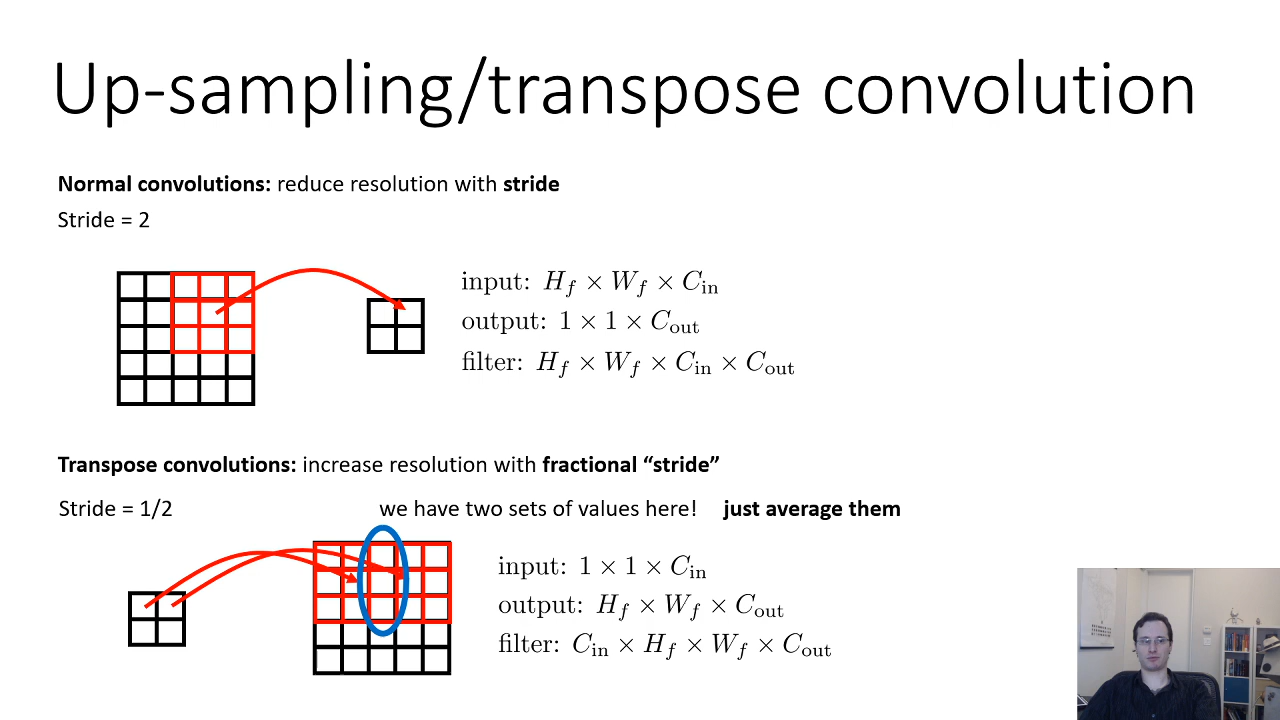 Up-sampling/transpose convolution
Normal convolutions: reduce resolution with stride
Stride = 2
input: H_f × W_f × C_in
output: 1 × 1 × C_out
filter: H_f × W_f × C_in × C_out
Transpose convolutions: increase resolution with fractional “stride”
Stride = 1/2
we have two sets of values here! just average them
input: 1 × 1 × C_in
output: H_f × W_f × C_out
filter: C_in × H_f × W_f × C_out